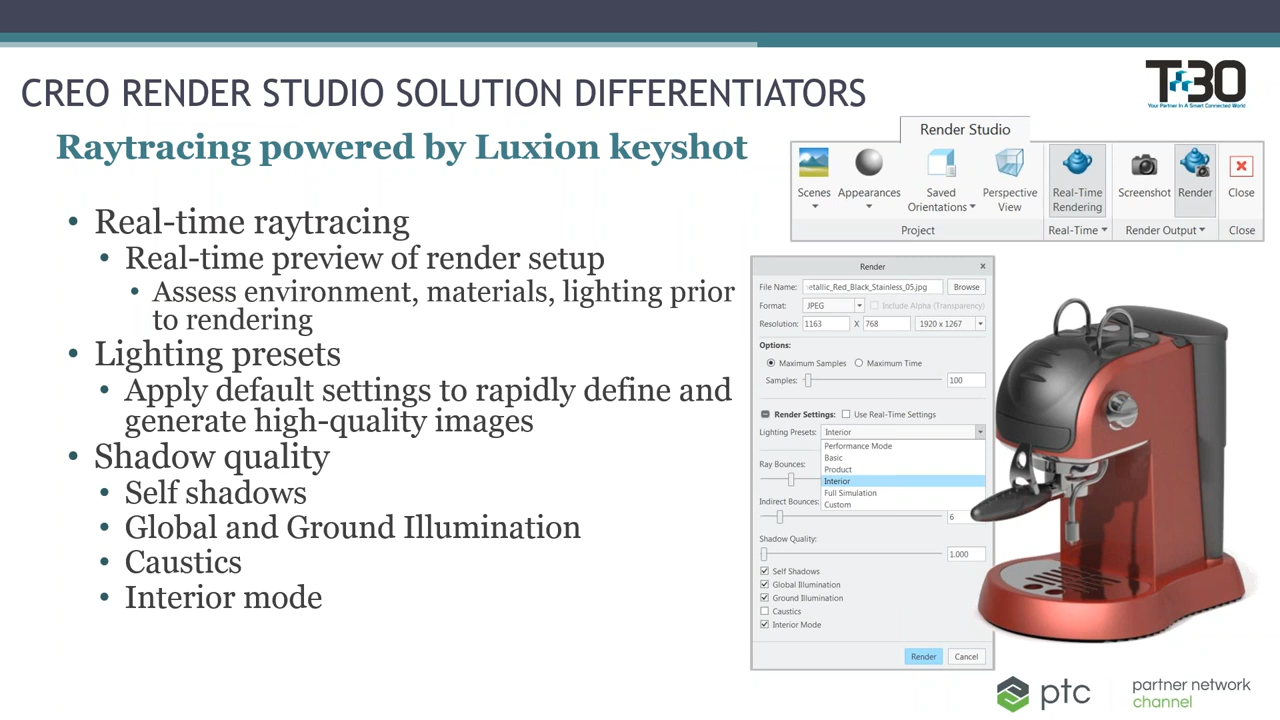 CREO RENDER STUDIO SOLUTION DIFFERENTIATORS
T30
Your Partner In A Smart Connected World
Raytracing powered by Luxion keyshot
• Real-time raytracing
• Real-time preview of render setup
• Assess environment, materials, lighting prior
to rendering
• Lighting presets
• Apply default settings to rapidly define and
generate high-quality images
• Shadow quality
• Self shadows
• Global and Ground Illumination
• Caustics
• Interior mode
Render Studio
Scenes
Appearances
Saved
Orientations
Perspective
View
Real-Time
Rendering
Screenshot
Render
Close
Project
Real-Time
Render Output
Close
Render
File Name: etallic_Red_Black_Stainless_05.jpg Browse
Format: JPEG Include Alpha (Transparency)
Resolution: 1163 X 768 1920 x 1267
Options:
Maximum Samples Maximum Time
Samples: 100
Render Settings: Use Real-Time Settings
Lighting Presets: Interior
Performance Mode
Basic
Product
Interior
Full Simulation
Custom
Ray Bounces:
Indirect Bounces:
6
Shadow Quality:
1.000
Self Shadows
Global Illumination
Ground Illumination
Caustics
Interior Mode
Render Cancel
ptc
partner network
channel